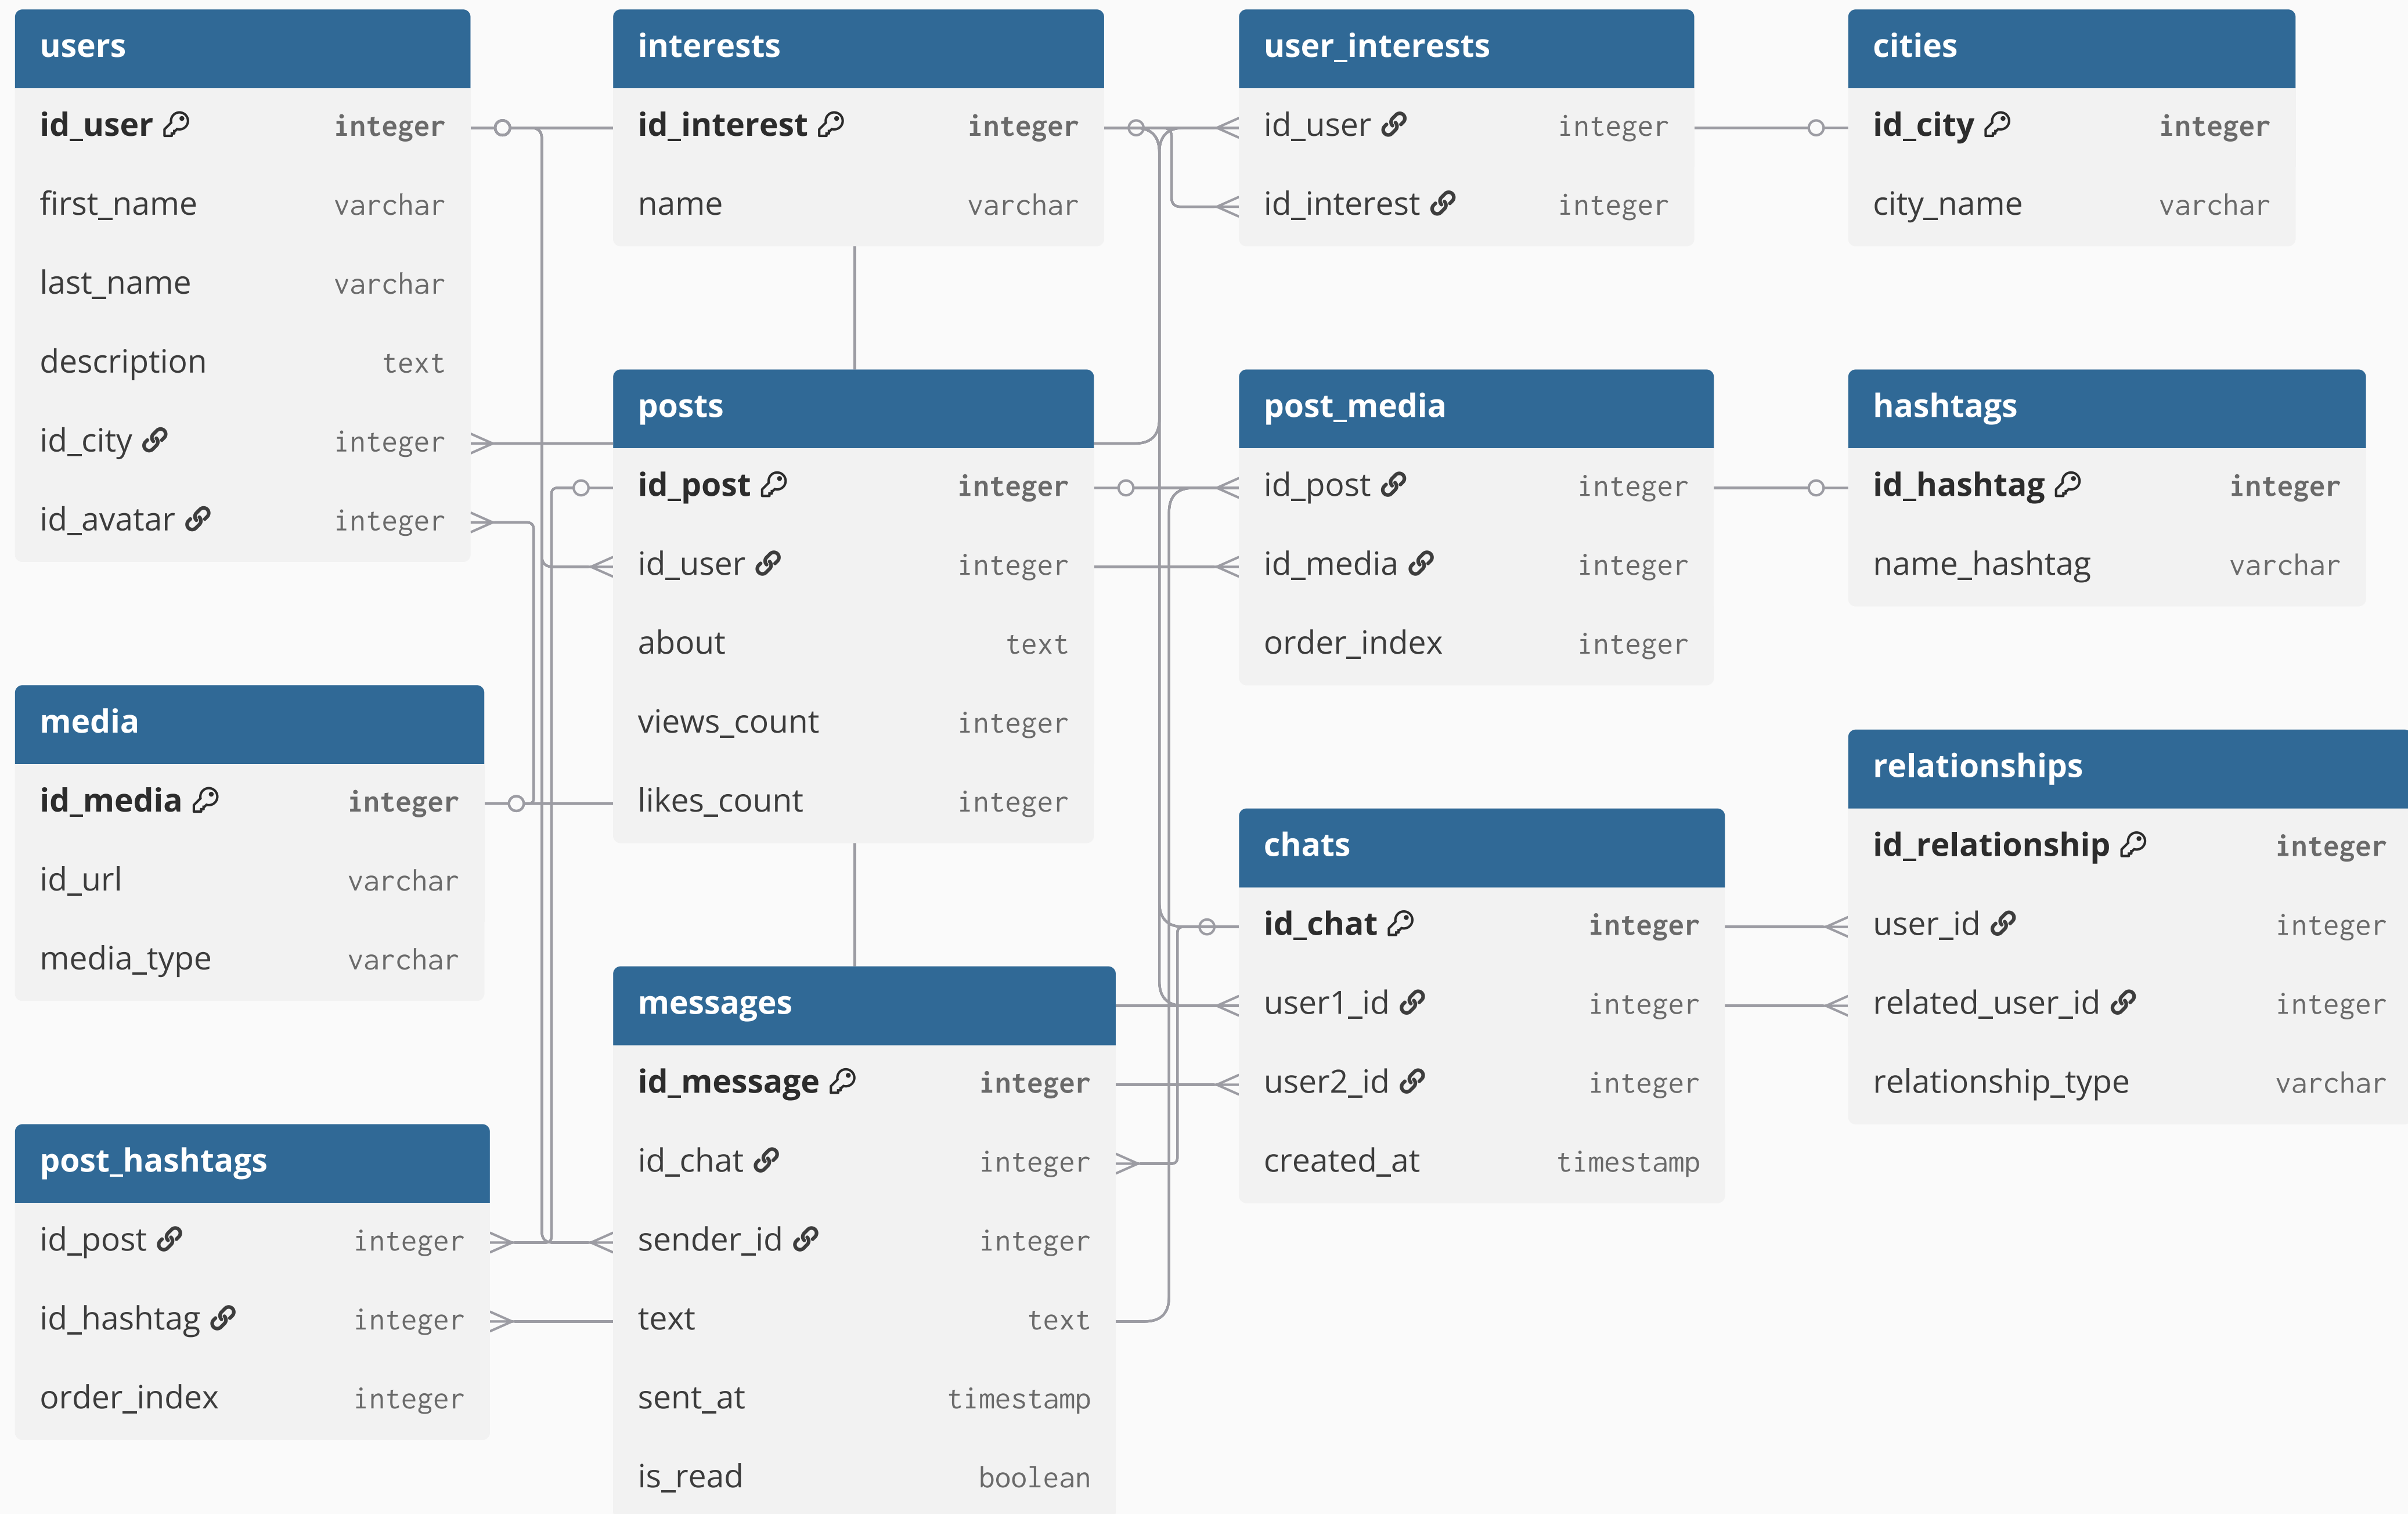 users
id_user integer
first_name varchar
last_name varchar
description text
id_city integer
id_avatar integer
interests
id_interest integer
name varchar
user_interests
id_user integer
id_interest integer
cities
id_city integer
city_name varchar
posts
id_post integer
id_user integer
about text
views_count integer
likes_count integer
post_media
id_post integer
id_media integer
order_index integer
hashtags
id_hashtag integer
name_hashtag varchar
media
id_media integer
id_url varchar
media_type varchar
relationships
id_relationship integer
user_id integer
related_user_id integer
relationship_type varchar
chats
id_chat integer
user1_id integer
user2_id integer
created_at timestamp
messages
id_message integer
id_chat integer
sender_id integer
text text
sent_at timestamp
is_read boolean
post_hashtags
id_post integer
id_hashtag integer
order_index integer